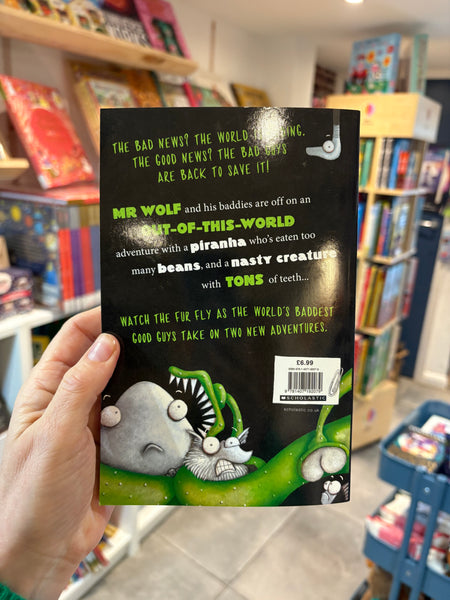 THE BAD NEWS? THE WORLD IS ENDING.
THE GOOD NEWS? THE BAD GUYS
ARE BACK TO SAVE IT!
MR WOLF and his baddies are off on an
OUT-OF-THIS-WORLD
adventure with a piranha who's eaten too
many beans, and a nasty creature
with TONS of teeth...
WATCH THE FUR FLY AS THE WORLD'S BADDEST
GOOD GUYS TAKE ON TWO NEW ADVENTURES.
£6.99
SCHOLASTIC
scholastic.co.uk